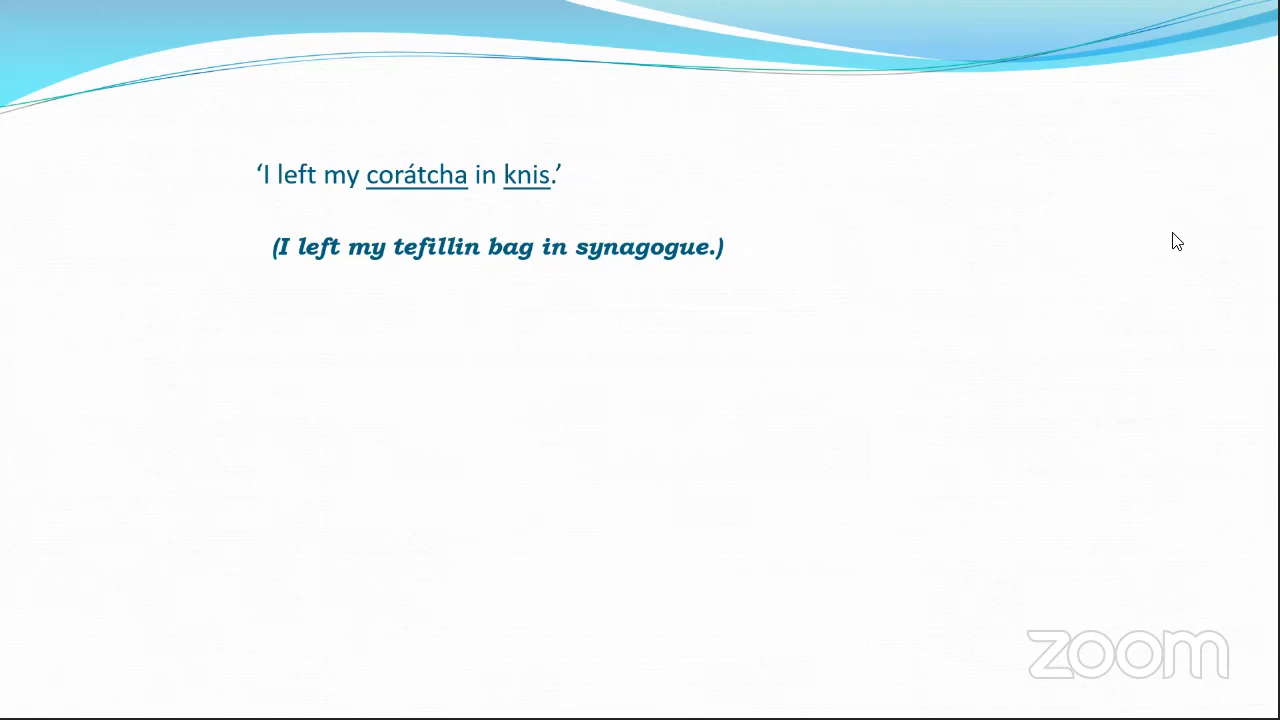 ‘I left my corátcha in knis.’
(I left my tefillin bag in synagogue.)
zoom